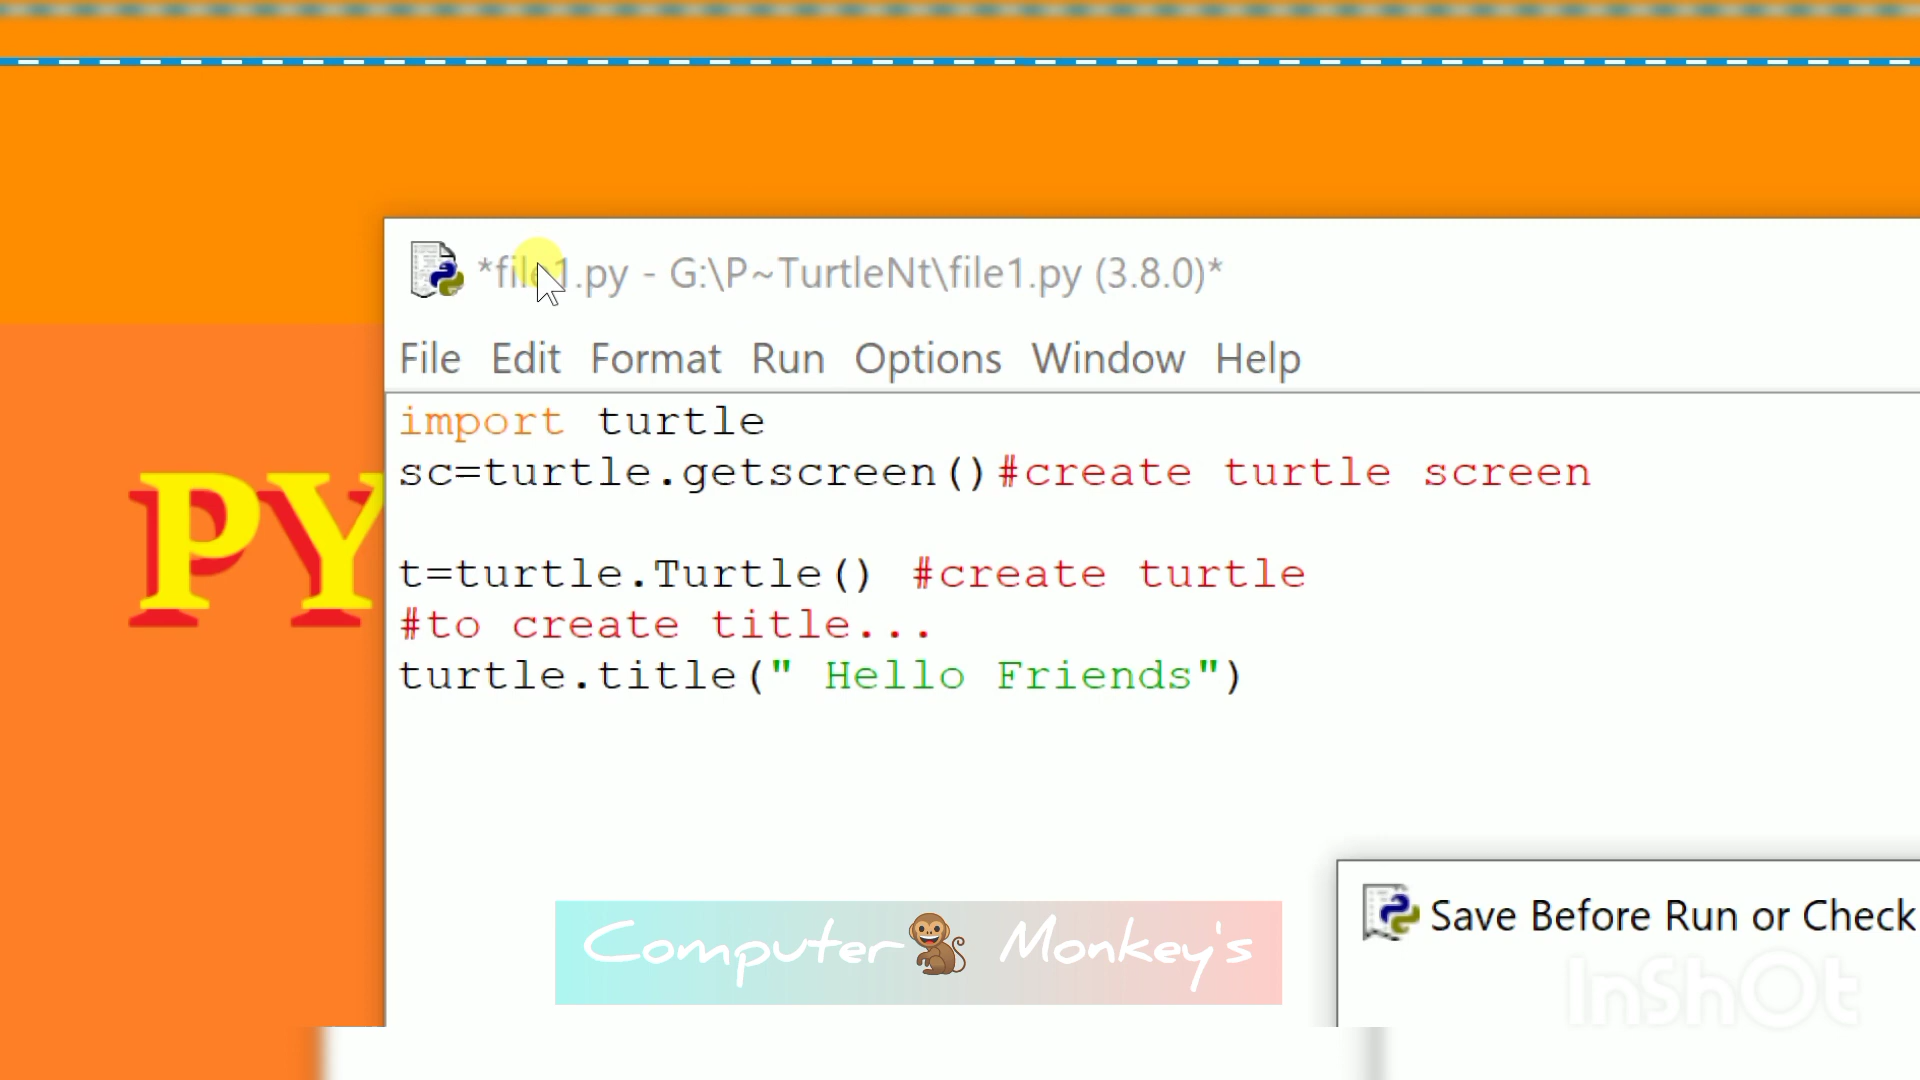 *file1.py - G:\P~TurtleNt\file1.py (3.8.0)*
File Edit Format Run Options Window Help
import turtle
sc=turtle.getscreen()#create turtle screen
t=turtle.Turtle() #create turtle
#to create title...
turtle.title(" Hello Friends")
PY
Computer Monkey's
Save Before Run or Check
InShOt